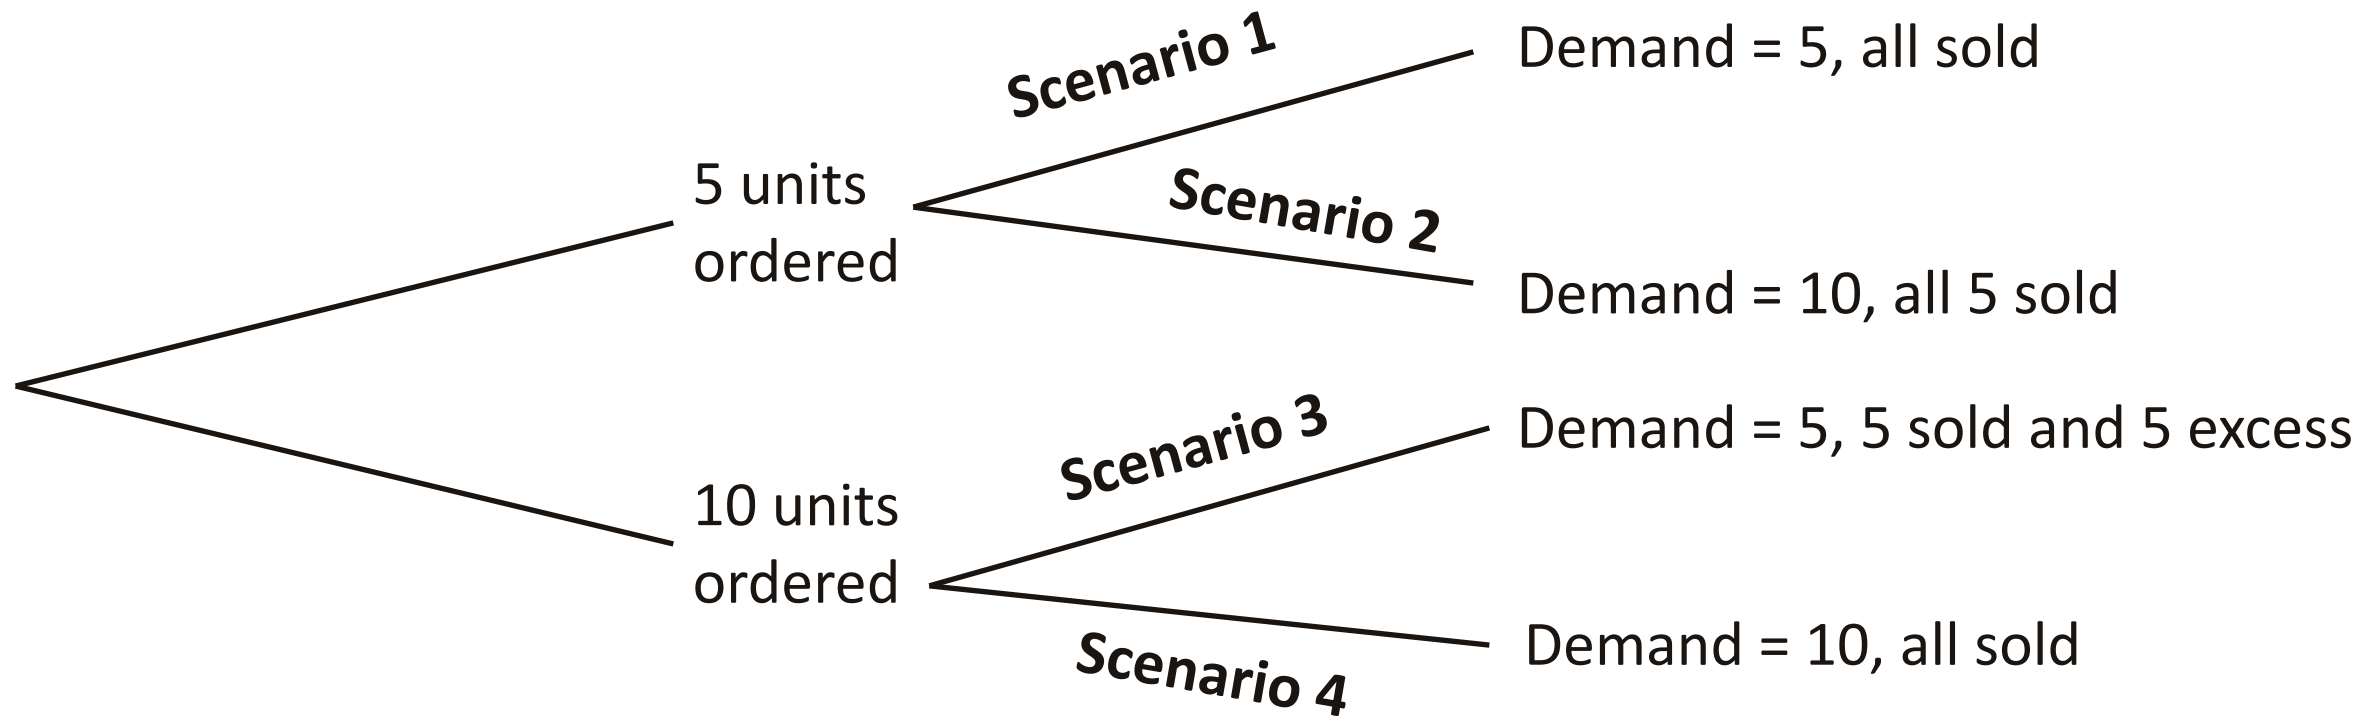 Scenario 1
Demand = 5, all sold
5 units
ordered
Scenario 2
Demand = 10, all 5 sold
Scenario 3
Demand = 5, 5 sold and 5 excess
10 units
ordered
Scenario 4
Demand = 10, all sold